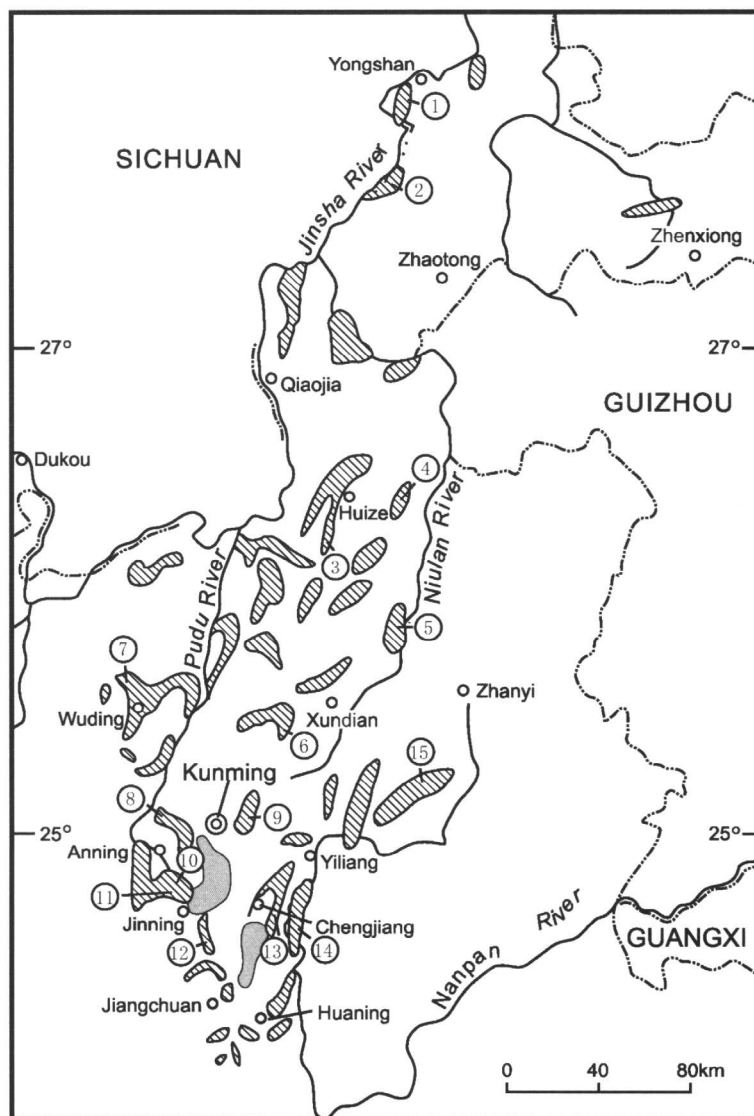 Yongshan
①
SICHUAN
Jinsha River
②
Zhenxiong
Zhaotong
27°
27°
Qiaojia
GUIZHOU
Dukou
④
Huize
③
Niulan River
Pudu River
⑤
⑦
Zhanyi
Wuding
Xundian
⑥
⑮
Kunming
⑧
⑨
25°
25°
Anning
Yiliang
⑩
⑪
Jinning
Chengjiang
⑫
⑬
⑭
Nanpan River
GUANGXI
Jiangchuan
Huaning
0 40 80km